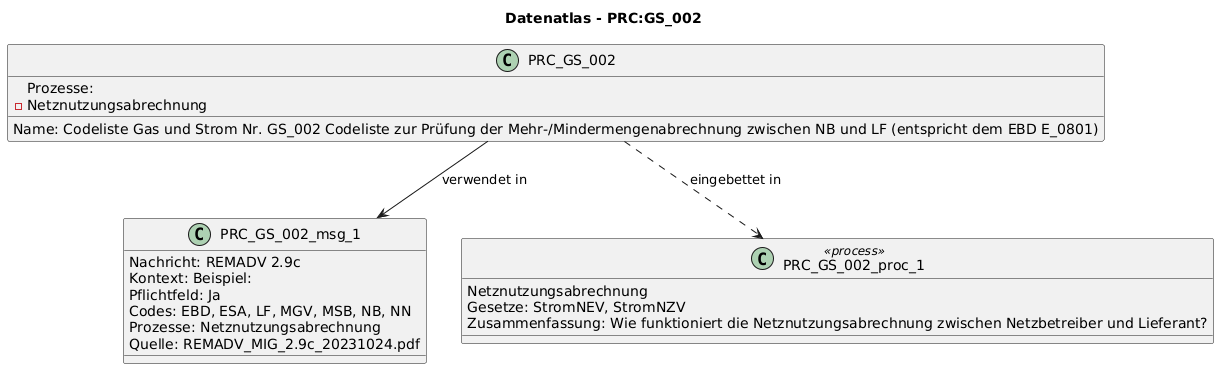 Datenatlas - PRC:GS_002
C PRC_GS_002
Prozesse:
Netznutzungsabrechnung
Name: Codeliste Gas und Strom Nr. GS_002 Codeliste zur Prüfung der Mehr-/Mindermengenabrechnung zwischen NB und LF (entspricht dem EBD E_0801)
verwendet in
eingebettet in
C PRC_GS_002_msg_1
Nachricht: REMADV 2.9c
Kontext: Beispiel:
Pflichtfeld: Ja
Codes: EBD, ESA, LF, MGV, MSB, NB, NN
Prozesse: Netznutzungsabrechnung
Quelle: REMADV_MIG_2.9c_20231024.pdf
«process»
C PRC_GS_002_proc_1
Netznutzungsabrechnung
Gesetze: StromNEV, StromNZV
Zusammenfassung: Wie funktioniert die Netznutzungsabrechnung zwischen Netzbetreiber und Lieferant?